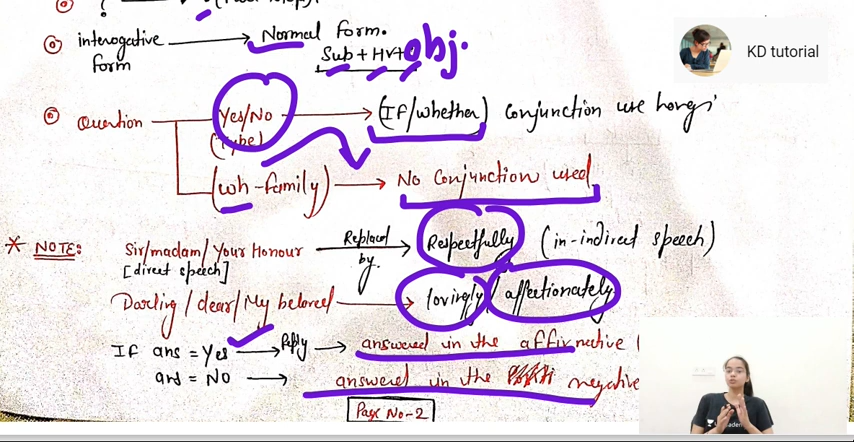 ?
interogative form → Normal form.
Sub + HV + obj.
KD tutorial
Question
Yes/No (Type) → (If/whether) conjunction use hongi
(wh-family) → No conjunction used
* NOTE: Sir/madam/Your Honour [direct speech] Replaced by → Respectfully (in-indirect speech)
Darling / dear/My beloved → lovingly / affectionately
If ans = Yes → Reply → answered in the affirmative (
ans = No → answered in the negative
Page No-2